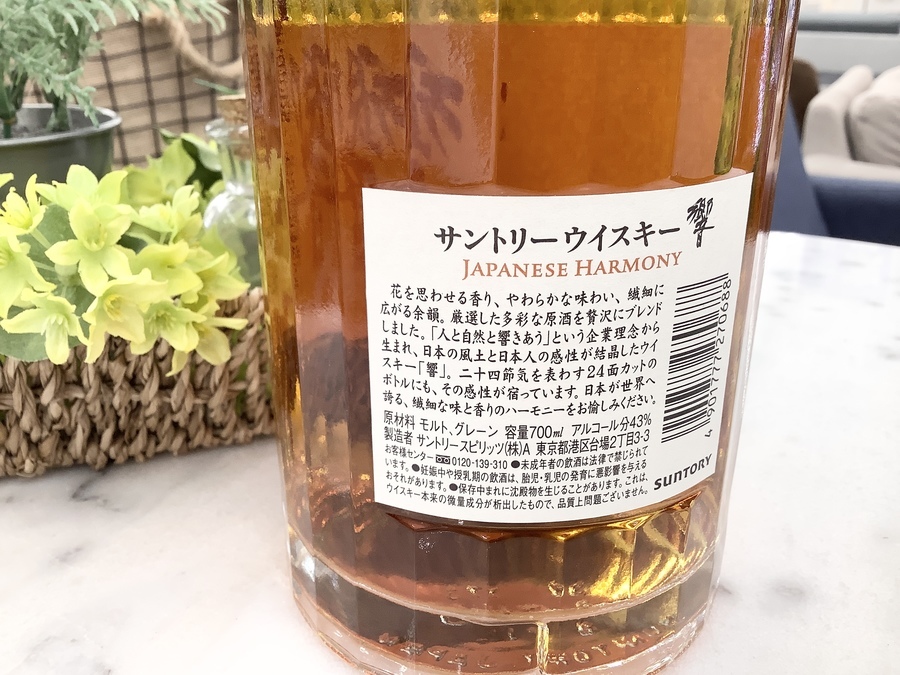 サントリーウイスキー 響
JAPANESE HARMONY
花を思わせる香り、やわらかな味わい、繊細に
広がる余韻。厳選した多彩な原酒を贅沢にブレンド
しました。「人と自然と響きあう」という企業理念から
生まれ、日本の風土と日本人の感性が結晶したウイ
スキー「響」。二十四節気を表わす24面カットの
ボトルにも、その感性が宿っています。日本が世界へ
誇る、繊細な味と香りのハーモニーをお愉しみください。
原材料 モルト、グレーン 容量700ml アルコール分43%
製造者 サントリースピリッツ(株)A 東京都港区台場2丁目3-3
お客様センター 0120-139-310 ●未成年者の飲酒は法律で禁じられて
います。●妊娠中や授乳期の飲酒は、胎児・乳児の発育に悪影響を与える
おそれがあります。●保存中まれに沈殿物を生じることがあります。これは、
ウイスキー本来の微量成分が析出したもので、品質上問題ございません。
SUNTORY
4 901777 270688